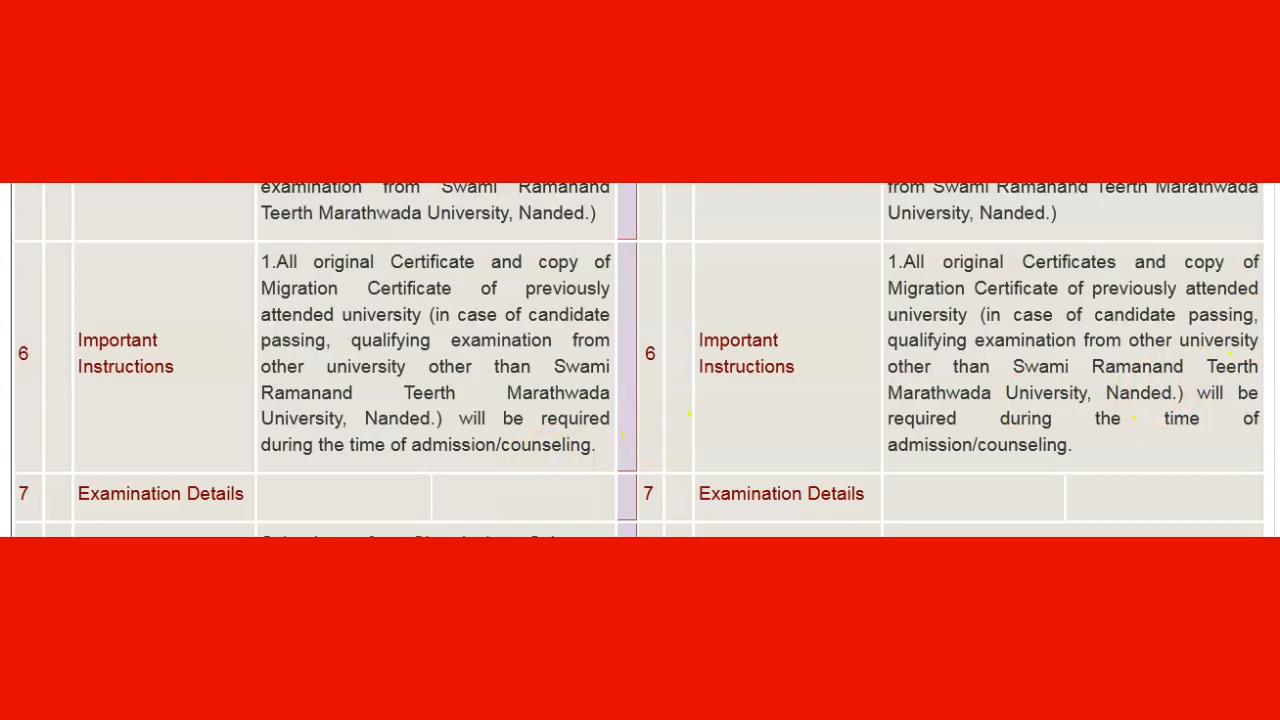 examination from Swami Ramanand
Teerth Marathwada University, Nanded.)
6
Important
Instructions
1.All original Certificate and copy of
Migration Certificate of previously
attended university (in case of candidate
passing, qualifying examination from
other university other than Swami
Ramanand Teerth Marathwada
University, Nanded.) will be required
during the time of admission/counseling.
7
Examination Details
from Swami Ramanand Teerth Marathwada
University, Nanded.)
6
Important
Instructions
1.All original Certificates and copy of
Migration Certificate of previously attended
university (in case of candidate passing,
qualifying examination from other university
other than Swami Ramanand Teerth
Marathwada University, Nanded.) will be
required during the time of
admission/counseling.
7
Examination Details